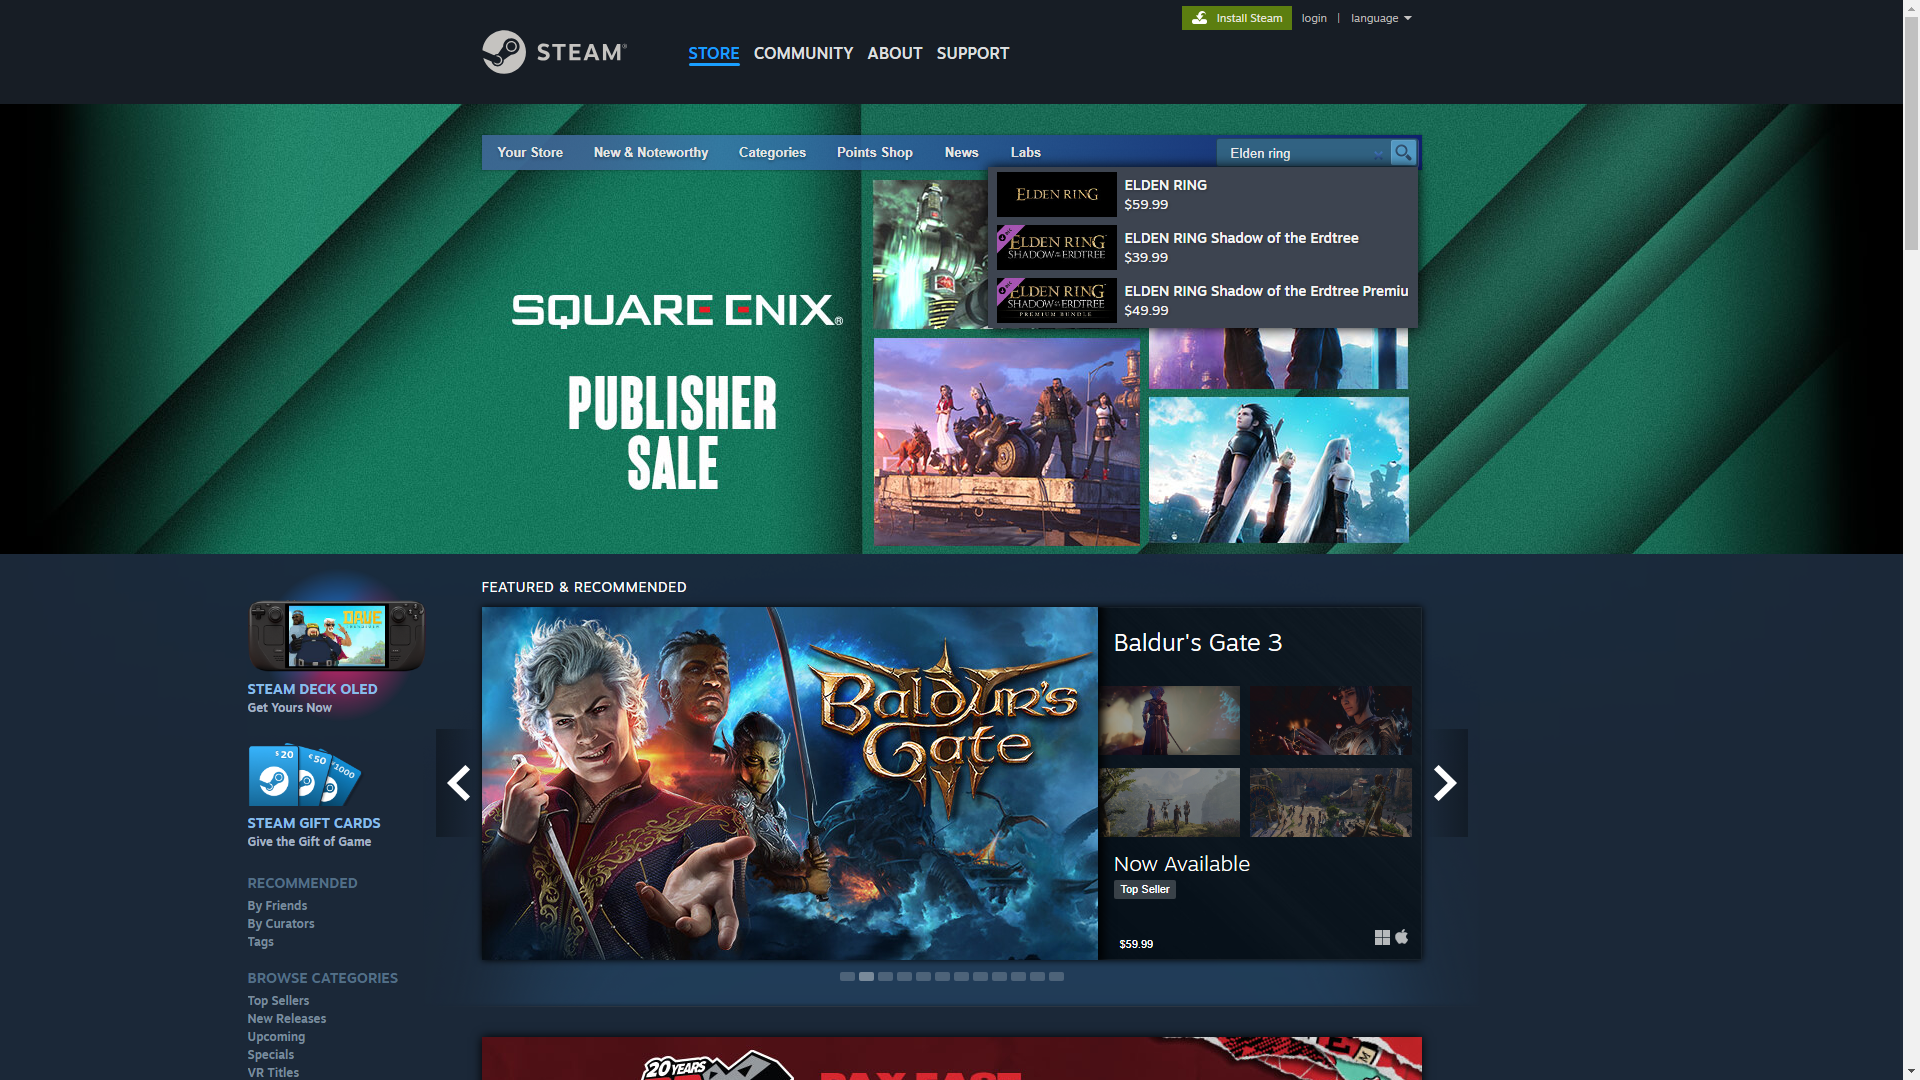 Install Steam
login | language
STEAM
STORE COMMUNITY ABOUT SUPPORT
Your Store New & Noteworthy Categories Points Shop News Labs
Elden ring
ELDEN RING
ELDEN RING
$59.99
ELDEN RING
SHADOW OF THE ERDTREE
ELDEN RING Shadow of the Erdtree
$39.99
ELDEN RING
SHADOW OF THE ERDTREE
PREMIUM BUNDLE
ELDEN RING Shadow of the Erdtree Premiu
$49.99
SQUARE ENIX®
PUBLISHER
SALE
FEATURED & RECOMMENDED
DAVE
STEAM DECK OLED
Get Yours Now
$20 €50 1000
STEAM GIFT CARDS
Give the Gift of Game
RECOMMENDED
By Friends
By Curators
Tags
BROWSE CATEGORIES
Top Sellers
New Releases
Upcoming
Specials
VR Titles
BALDUR'S
GATE
Baldur's Gate 3
Now Available
Top Seller
$59.99
20 YEARS
PAX EAST